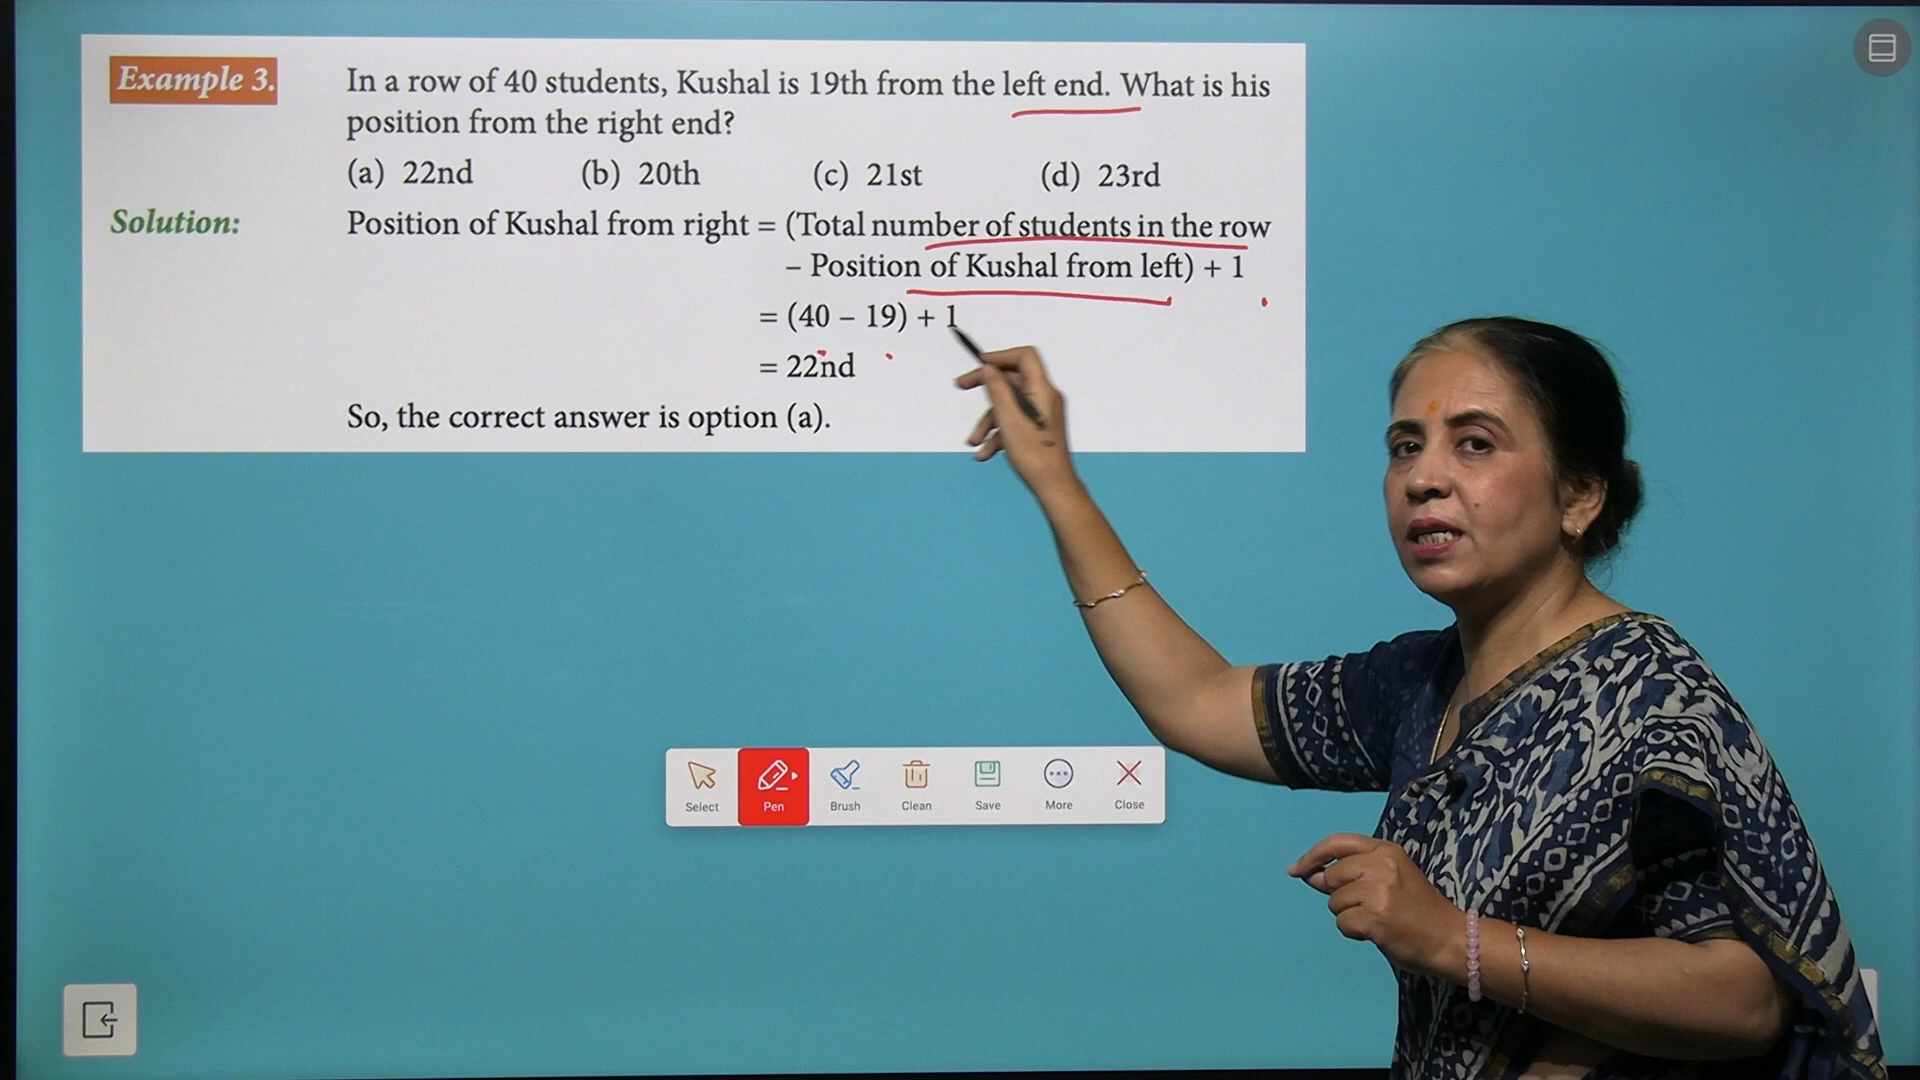 Example 3. In a row of 40 students, Kushal is 19th from the left end. What is his
position from the right end?
(a) 22nd (b) 20th (c) 21st (d) 23rd
Solution: Position of Kushal from right = (Total number of students in the row
– Position of Kushal from left) + 1
= (40 – 19) + 1
= 22nd
So, the correct answer is option (a).
Select Pen Brush Clean Save More Close